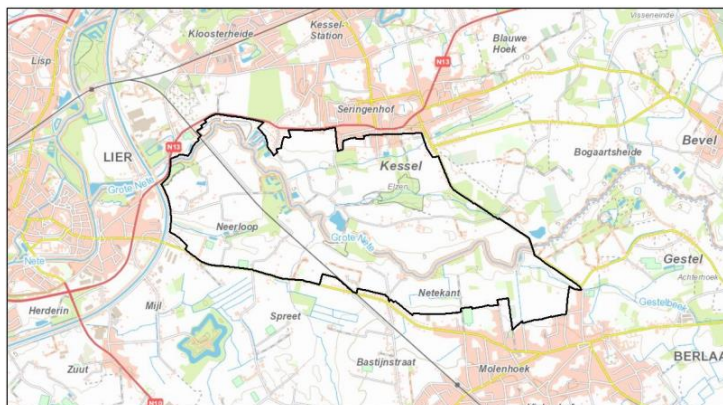 Lisp
Kloosterheide
Kessel-
Station
Blauwe
Hoek
Visseneinde
N13
Seringenhof
LIER
N13
Kessel
Bogaartsheide
Bevel
Elzen
Grote Nete
Neerloop
Grote Nete
Nete
Gestel
Achterhoek
Netekant
Gestelbeek
Herderin
Mijl
Spreet
Bastijnstraat
BERLAA
Zuut
Molenhoek
N10